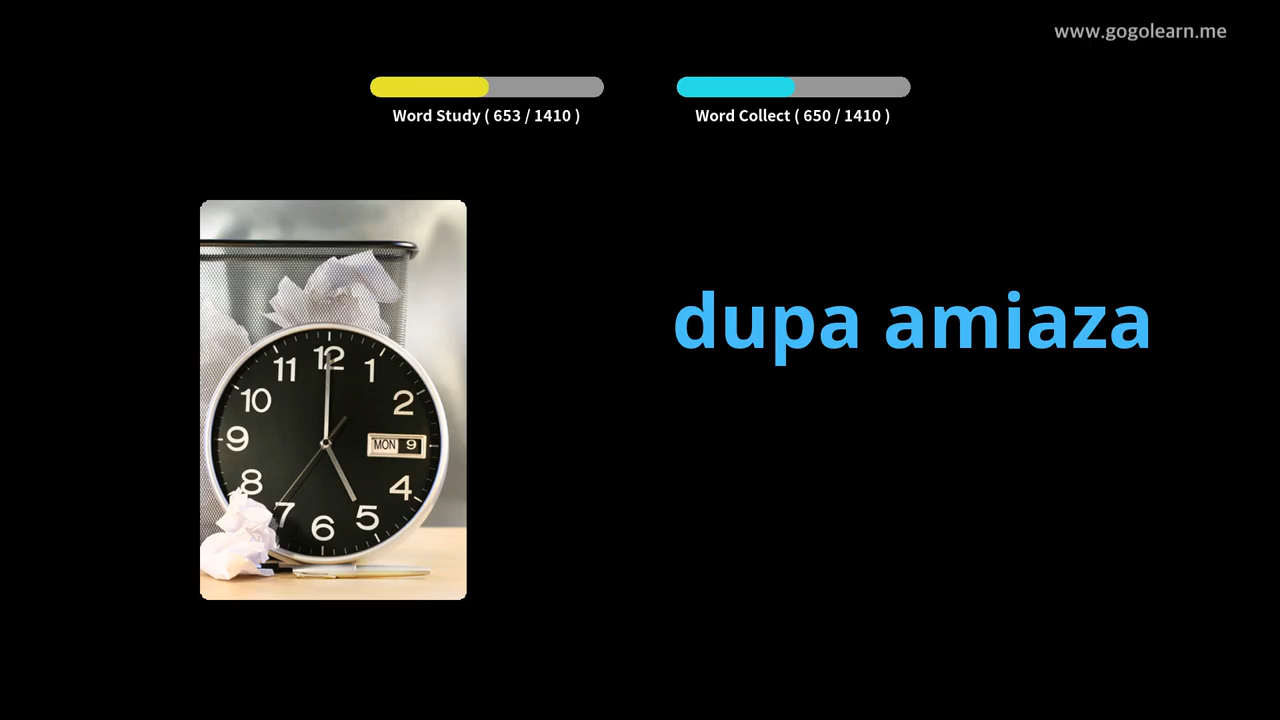 www.gogolearn.me
Word Study ( 653 / 1410 )
Word Collect ( 650 / 1410 )
dupa amiaza
12
11
1
10
2
9
MON 9
8
4
7
5
6